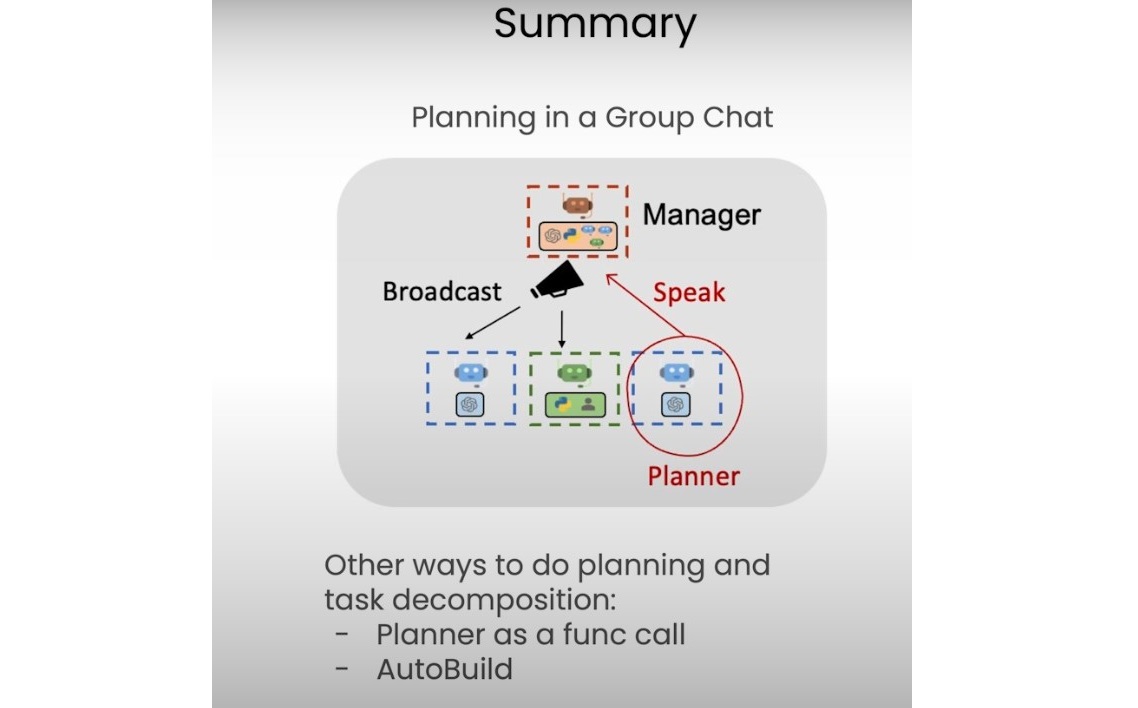 Summary
Planning in a Group Chat
Manager
Broadcast
Speak
Planner
Other ways to do planning and
task decomposition:
- Planner as a func call
- AutoBuild